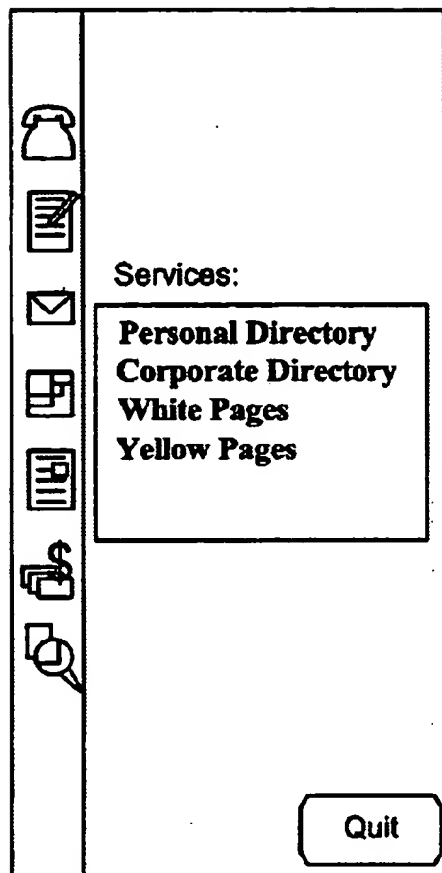 Services:
Personal Directory
Corporate Directory
White Pages
Yellow Pages
$
Quit